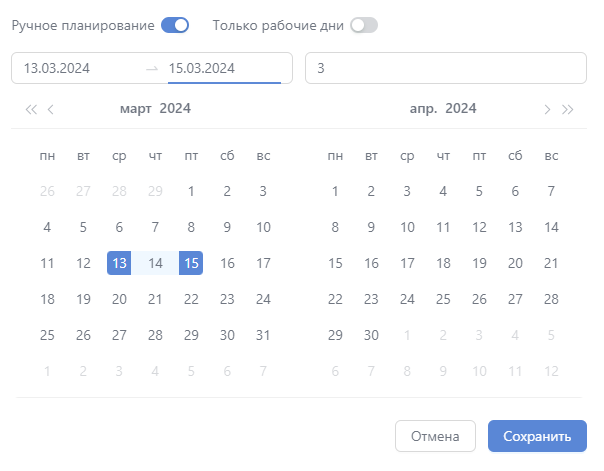 Ручное планирование Только рабочие дни
13.03.2024 → 15.03.2024 3
« < март 2024 апр. 2024 > »
пн вт ср чт пт сб вс пн вт ср чт пт сб вс
26 27 28 29 1 2 3 1 2 3 4 5 6 7
4 5 6 7 8 9 10 8 9 10 11 12 13 14
11 12 13 14 15 16 17 15 16 17 18 19 20 21
18 19 20 21 22 23 24 22 23 24 25 26 27 28
25 26 27 28 29 30 31 29 30 1 2 3 4 5
1 2 3 4 5 6 7 6 7 8 9 10 11 12
Отмена Сохранить